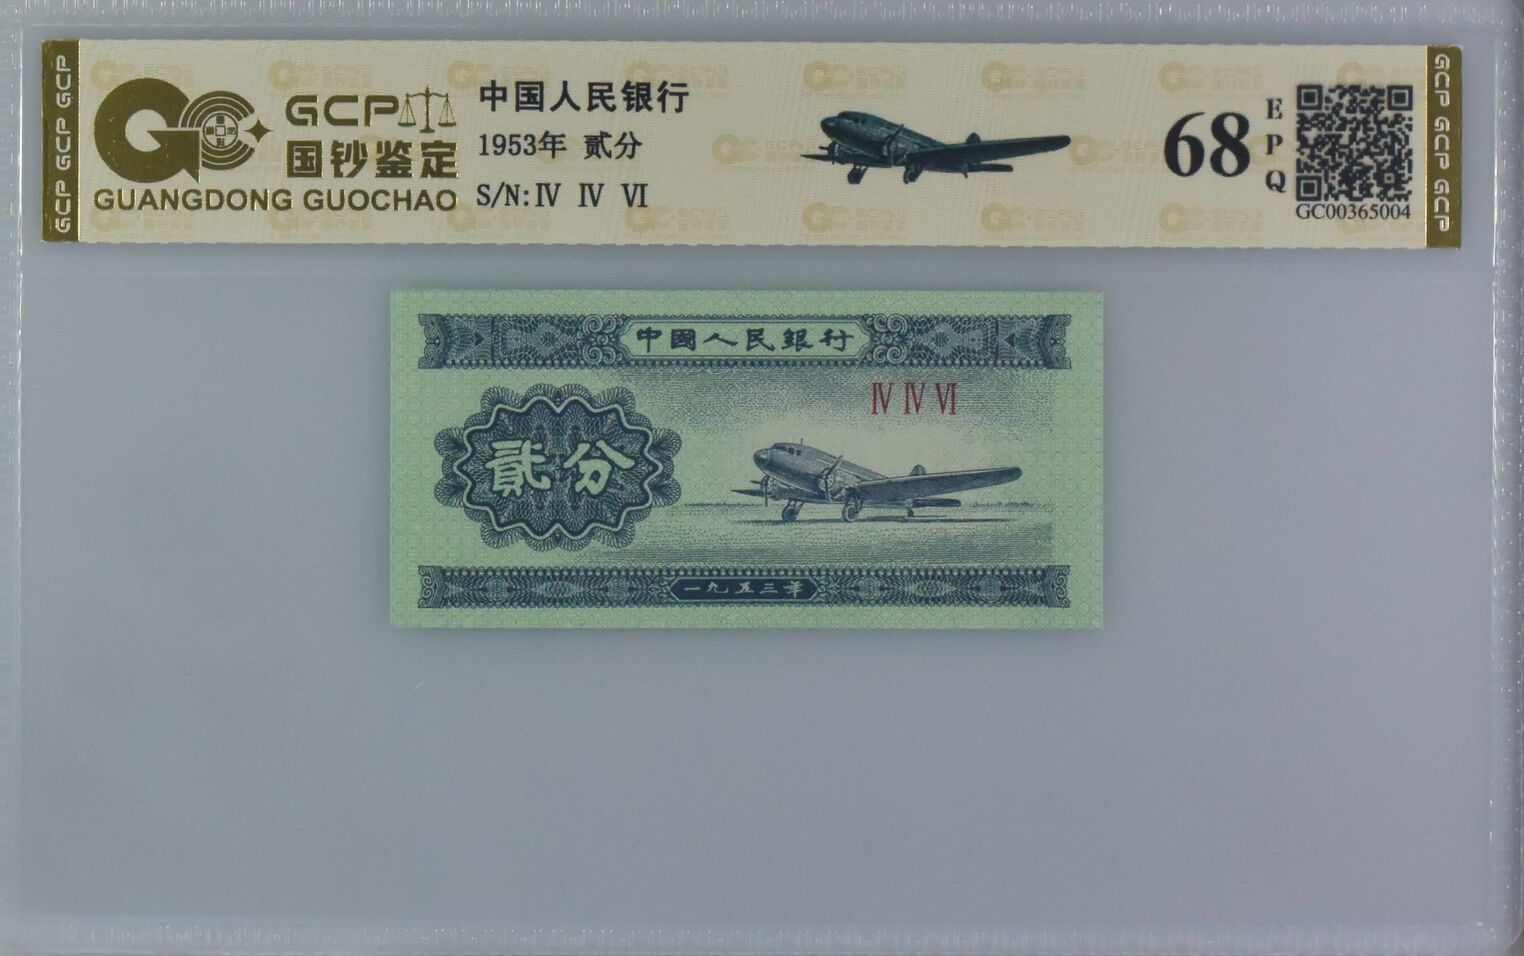 GCP GCP GCP
GCP
国钞鉴定
GUANGDONG GUOCHAO
中国人民银行
1953年 贰分
S/N:Ⅳ Ⅳ Ⅵ
68
E
P
Q
GC00365004
GCP GCP GCP
中國人民銀行
Ⅳ Ⅳ Ⅵ
貳分
一九五三年